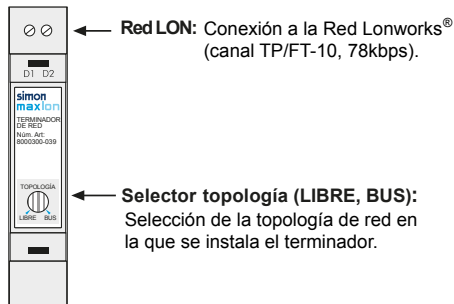 Red LON: Conexión a la Red Lonworks®
(canal TP/FT-10, 78kbps).
D1 D2
simon
maxlon
TERMINADOR
DE RED
Núm. Art:
8000300-039
TOPOLOGÍA
LIBRE BUS
Selector topología (LIBRE, BUS):
Selección de la topología de red en
la que se instala el terminador.